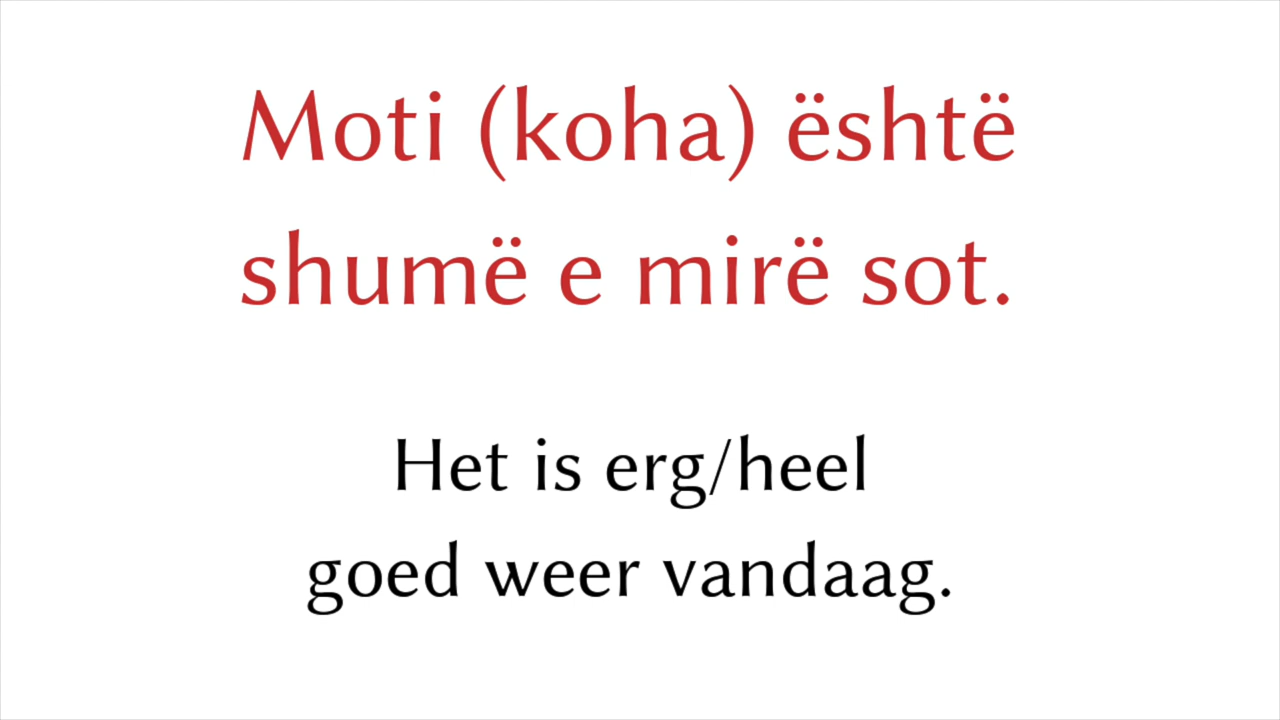 Moti (koha) është
shumë e mirë sot.
Het is erg/heel
goed weer vandaag.